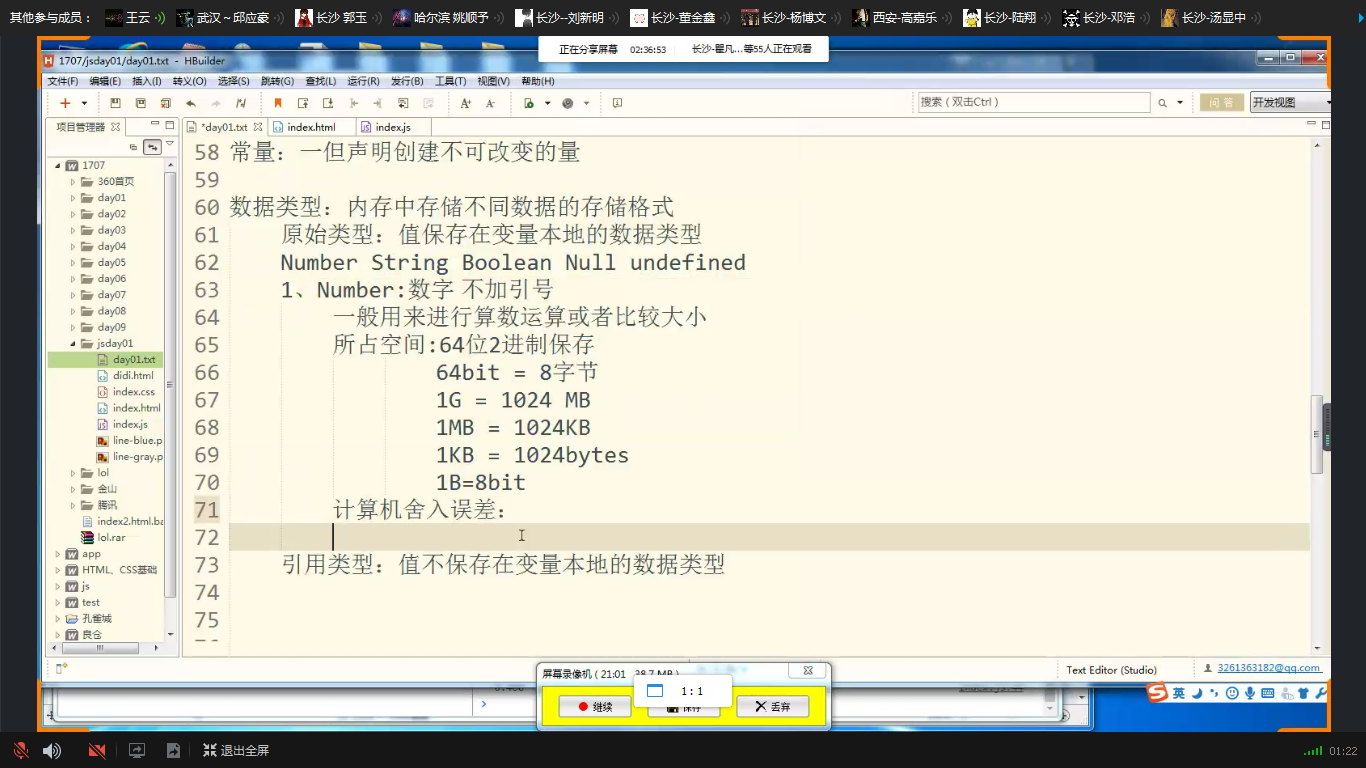 其他参与成员： 王云 武汉～邱应豪 长沙 郭玉 哈尔滨 姚顺予 长沙--刘新明 长沙-董金鑫 长沙-杨博文 西安-高嘉乐 长沙-陆翔 长沙-邓浩 长沙-汤显中
正在分享屏幕 02:36:53 长沙-瞿凡...等55人正在观看
1707/jsday01/day01.txt - HBuilder
文件(F) 编辑(E) 插入(I) 转义(O) 选择(S) 跳转(G) 查找(L) 运行(R) 发行(B) 工具(T) 视图(V) 帮助(H)
搜索（双击Ctrl） 问答 开发视图
项目管理器
*day01.txt index.html index.js
1707
360首页
day01
day02
day03
day04
day05
day06
day07
day08
day09
jsday01
day01.txt
didi.html
index.css
index.html
index.js
line-blue.p
line-gray.p
lol
金山
腾讯
index2.html.ba
lol.rar
app
HTML、CSS基础
js
test
孔雀城
良仓
58 常量：一但声明创建不可改变的量
59
60 数据类型：内存中存储不同数据的存储格式
61 原始类型：值保存在变量本地的数据类型
62 Number String Boolean Null undefined
63 1、Number:数字 不加引号
64 一般用来进行算数运算或者比较大小
65 所占空间:64位2进制保存
66 64bit = 8字节
67 1G = 1024 MB
68 1MB = 1024KB
69 1KB = 1024bytes
70 1B=8bit
71 计算机舍入误差：
72
73 引用类型：值不保存在变量本地的数据类型
74
75
Text Editor (Studio) 3261363182@qq.com
屏幕录像机 ( 21:01 38.7 MB )
1:1
继续 保存 丢弃
英
退出全屏
01:22